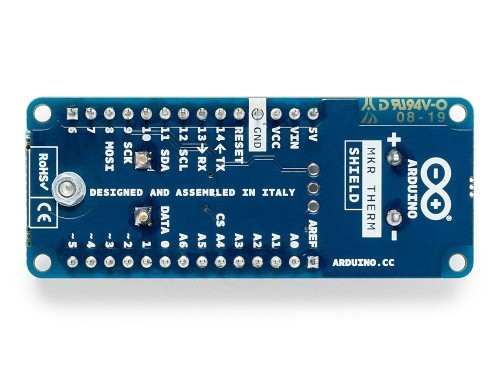 RU94V-0
08-19
6
7
8 MOSI
9 SCK
10
11 SDA
12 SCL
13→RX
14←TX
RESET
GND
VCC
VIN
5V
+
-
MKR THERM
SHIELD
ARDUINO
RoHS
CE
DESIGNED AND ASSEMBLED IN ITALY
~5
~4
~3
~2
1
DATA 0
A6
A5
CS A4
A3
A2
A1
A0
AREF
ARDUINO.CC